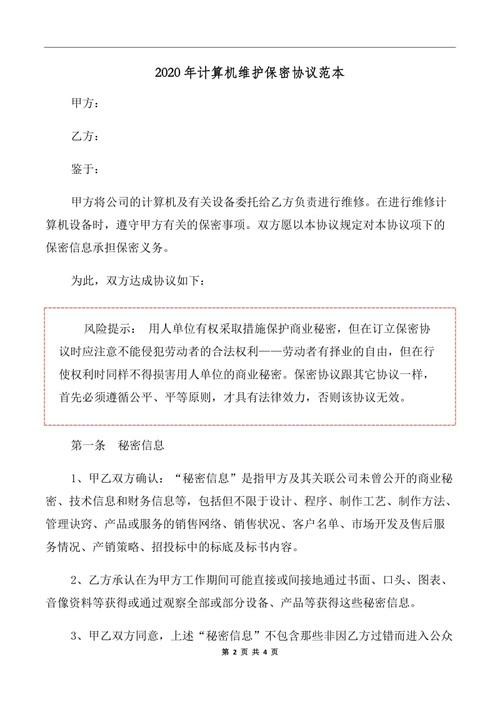 2020年计算机维护保密协议范本
甲方：
乙方：
鉴于：
甲方将公司的计算机及有关设备委托给乙方负责进行维修。在进行维修计
算机设备时，遵守甲方有关的保密事项。双方愿以本协议规定对本协议项下的
保密信息承担保密义务。
为此，双方达成协议如下：
风险提示： 用人单位有权采取措施保护商业秘密，但在订立保密协
议时应注意不能侵犯劳动者的合法权利——劳动者有择业的自由，但在行
使权利时同样不得损害用人单位的商业秘密。保密协议跟其它协议一样，
首先必须遵循公平、平等原则，才具有法律效力，否则该协议无效。
第一条 秘密信息
1、甲乙双方确认：“秘密信息”是指甲方及其关联公司未曾公开的商业秘
密、技术信息和财务信息等，包括但不限于设计、程序、制作工艺、制作方法、
管理诀窍、产品或服务的销售网络、销售状况、客户名单、市场开发及售后服
务情况、产销策略、招投标中的标底及标书内容。
2、乙方承认在为甲方工作期间可能直接或间接地通过书面、口头、图表、
音像资料等获得或通过观察全部或部分设备、产品等获得这些秘密信息。
3、甲乙双方同意，上述“秘密信息”不包含那些非因乙方过错而进入公众
第 2 页 共 4 页